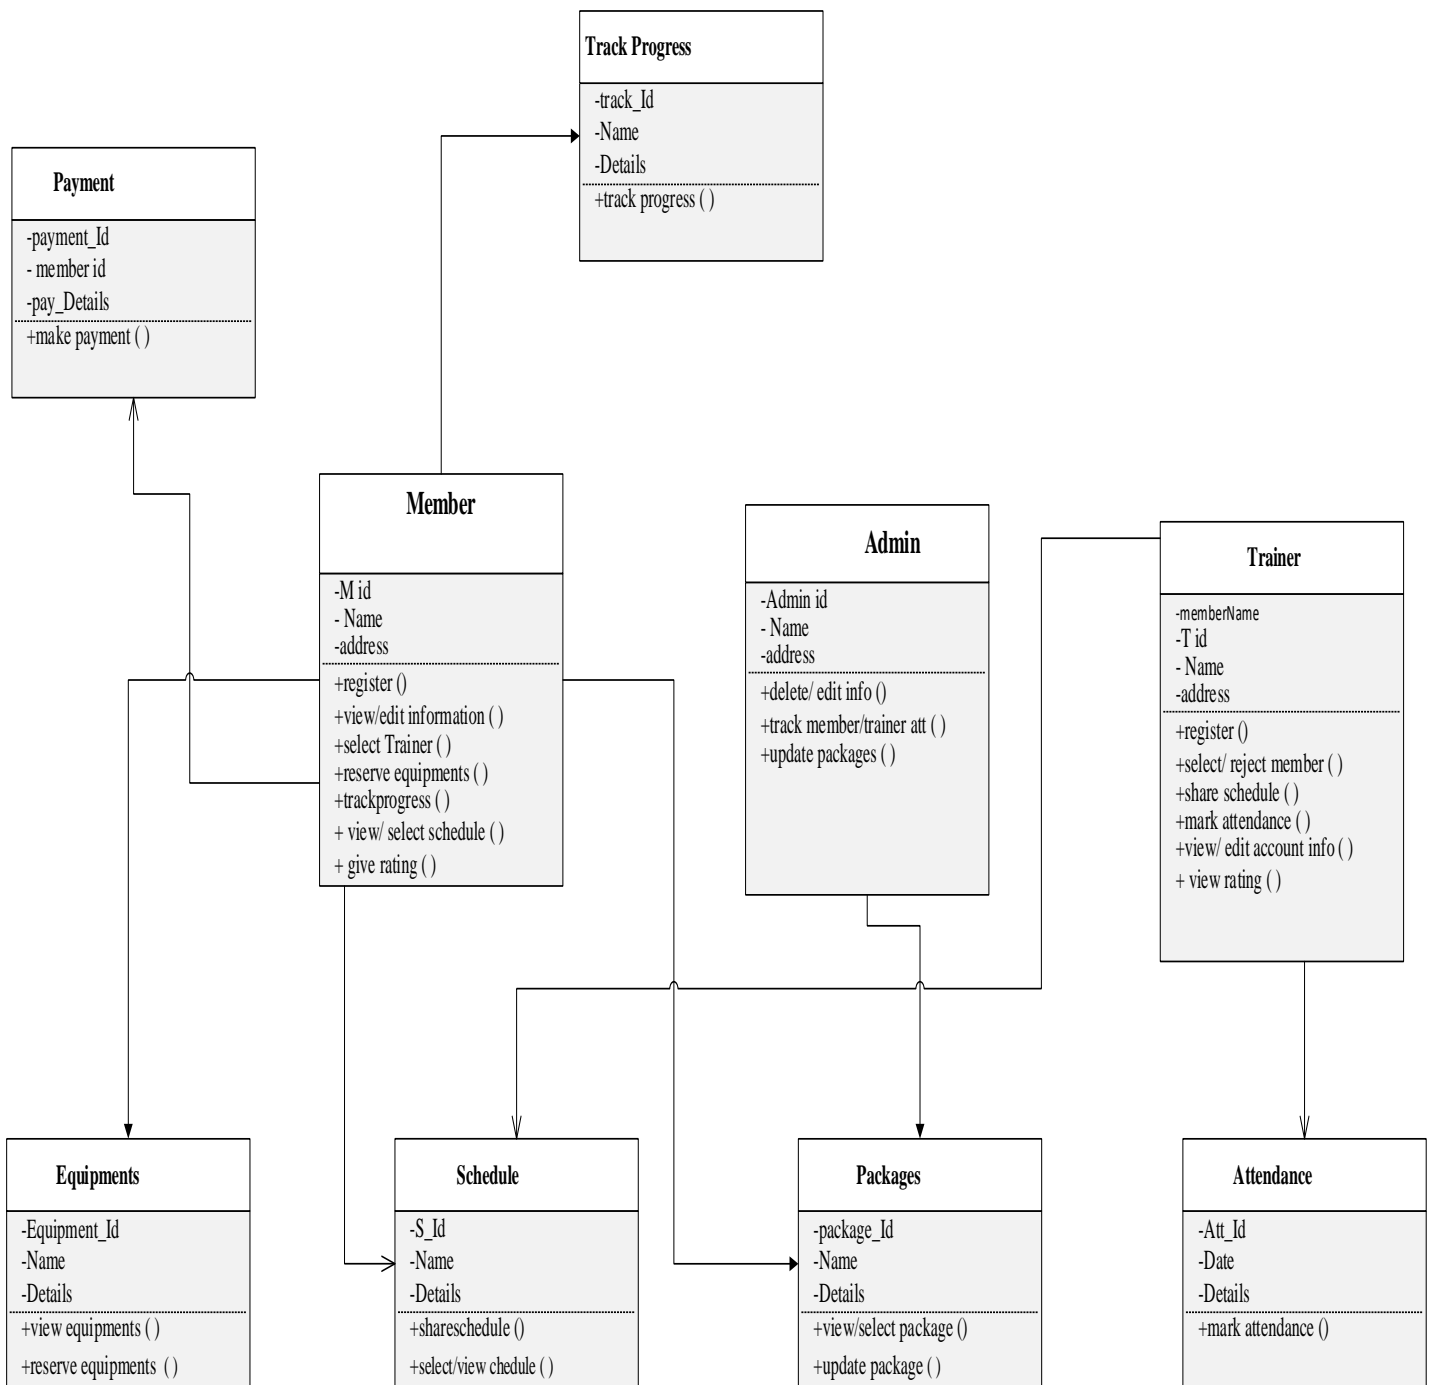 Track Progress
-track_Id
-Name
-Details
+track progress ( )
Payment
-payment_Id
- member id
-pay_Details
+make payment ( )
Member
-M id
- Name
-address
+register ()
+view/edit information ( )
+select Trainer ( )
+reserve equipments ( )
+trackprogress ( )
+ view/ select schedule ( )
+ give rating ( )
Admin
-Admin id
- Name
-address
+delete/ edit info ()
+track member/trainer att ( )
+update packages ( )
Trainer
-memberName
-T id
- Name
-address
+register ()
+select/ reject member ( )
+share schedule ( )
+mark attendance ( )
+view/ edit account info ( )
+ view rating ( )
Equipments
-Equipment_Id
-Name
-Details
+view equipments ( )
+reserve equipments ( )
Schedule
-S_Id
-Name
-Details
+shareschedule ()
+select/view chedule ( )
Packages
-package_Id
-Name
-Details
+view/select package ()
+update package ( )
Attendance
-Att_Id
-Date
-Details
+mark attendance ()